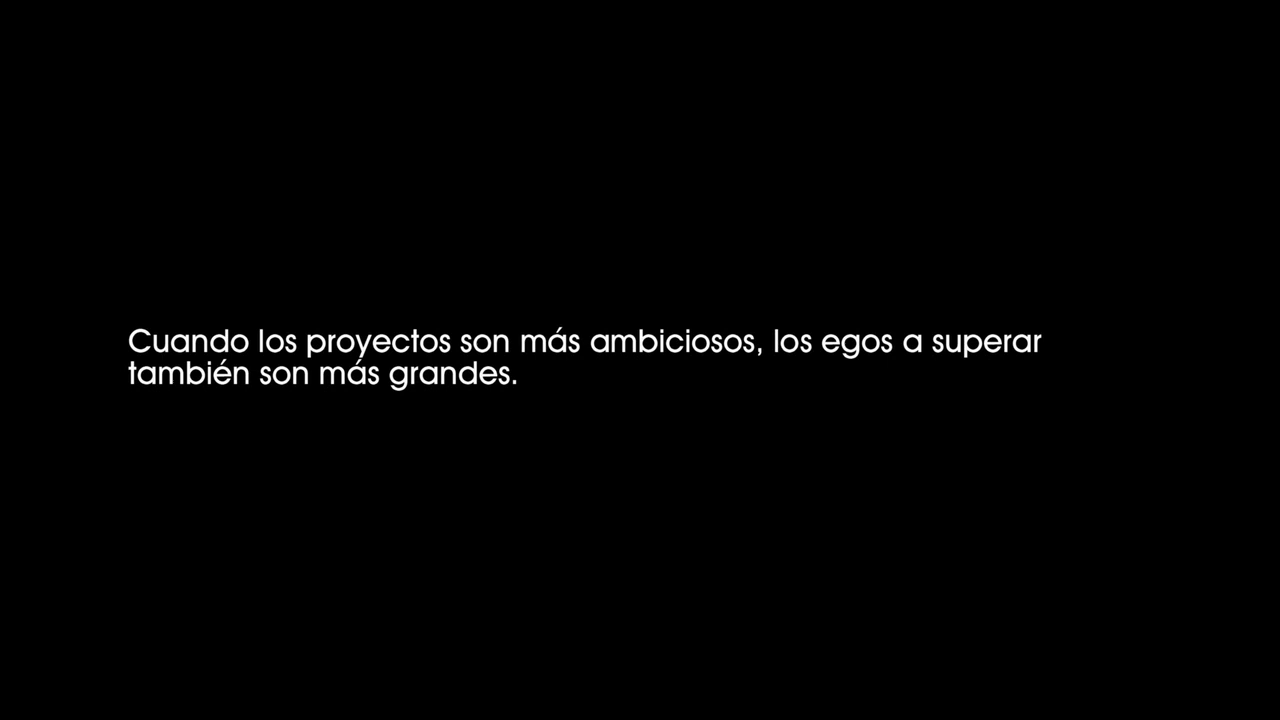 Cuando los proyectos son más ambiciosos, los egos a superar
también son más grandes.